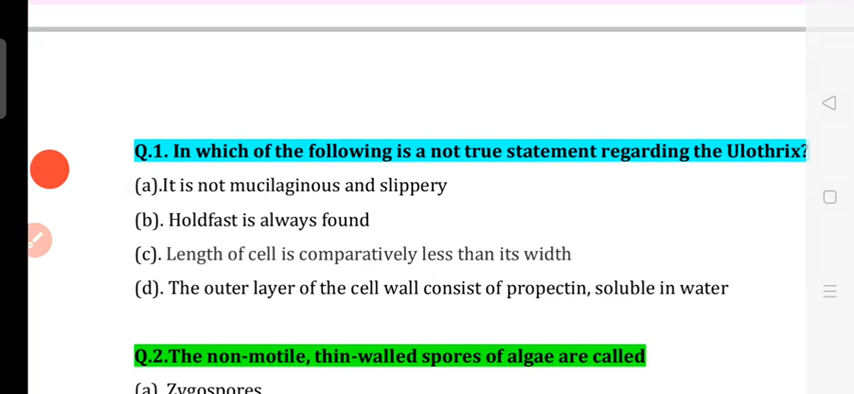 Q.1. In which of the following is a not true statement regarding the Ulothrix?
(a).It is not mucilaginous and slippery
(b). Holdfast is always found
(c). Length of cell is comparatively less than its width
(d). The outer layer of the cell wall consist of propectin, soluble in water
Q.2.The non-motile, thin-walled spores of algae are called
(a). Zygospores